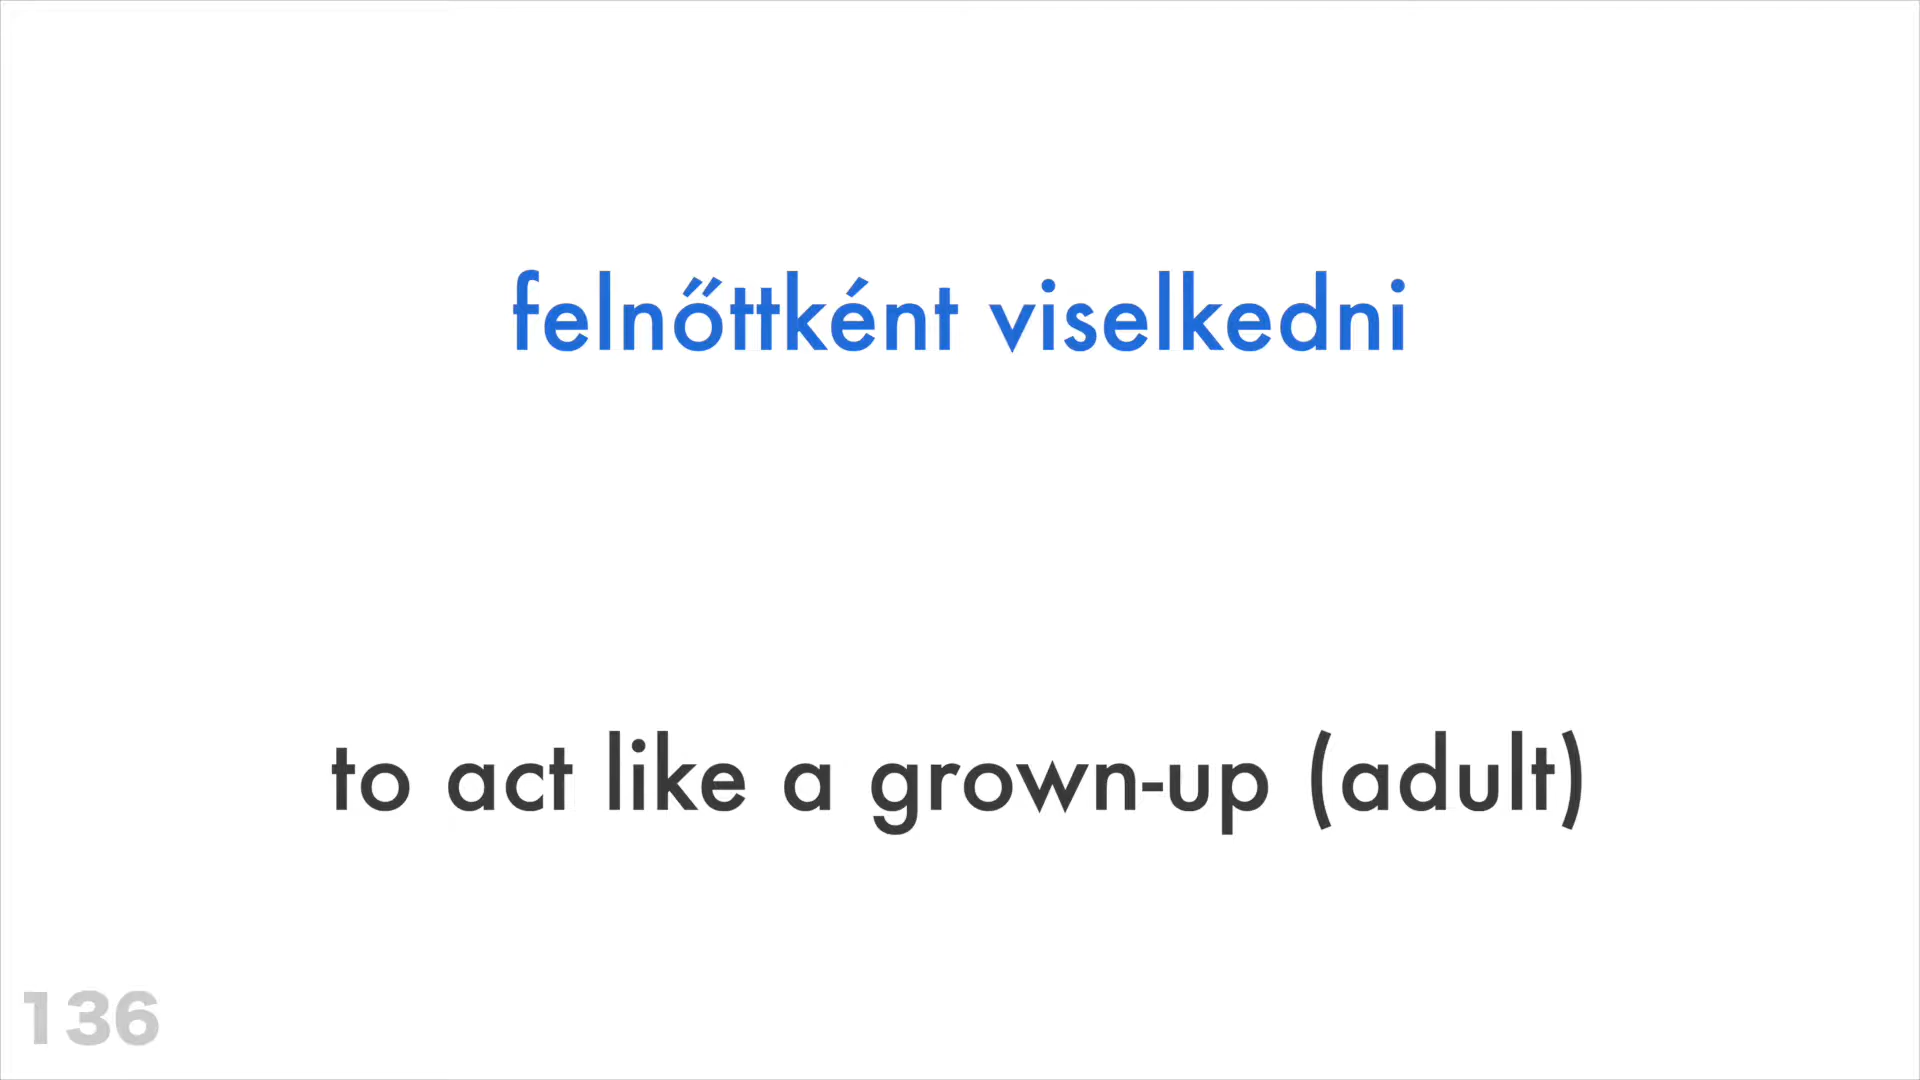 felnőttként viselkedni
to act like a grown-up (adult)
136